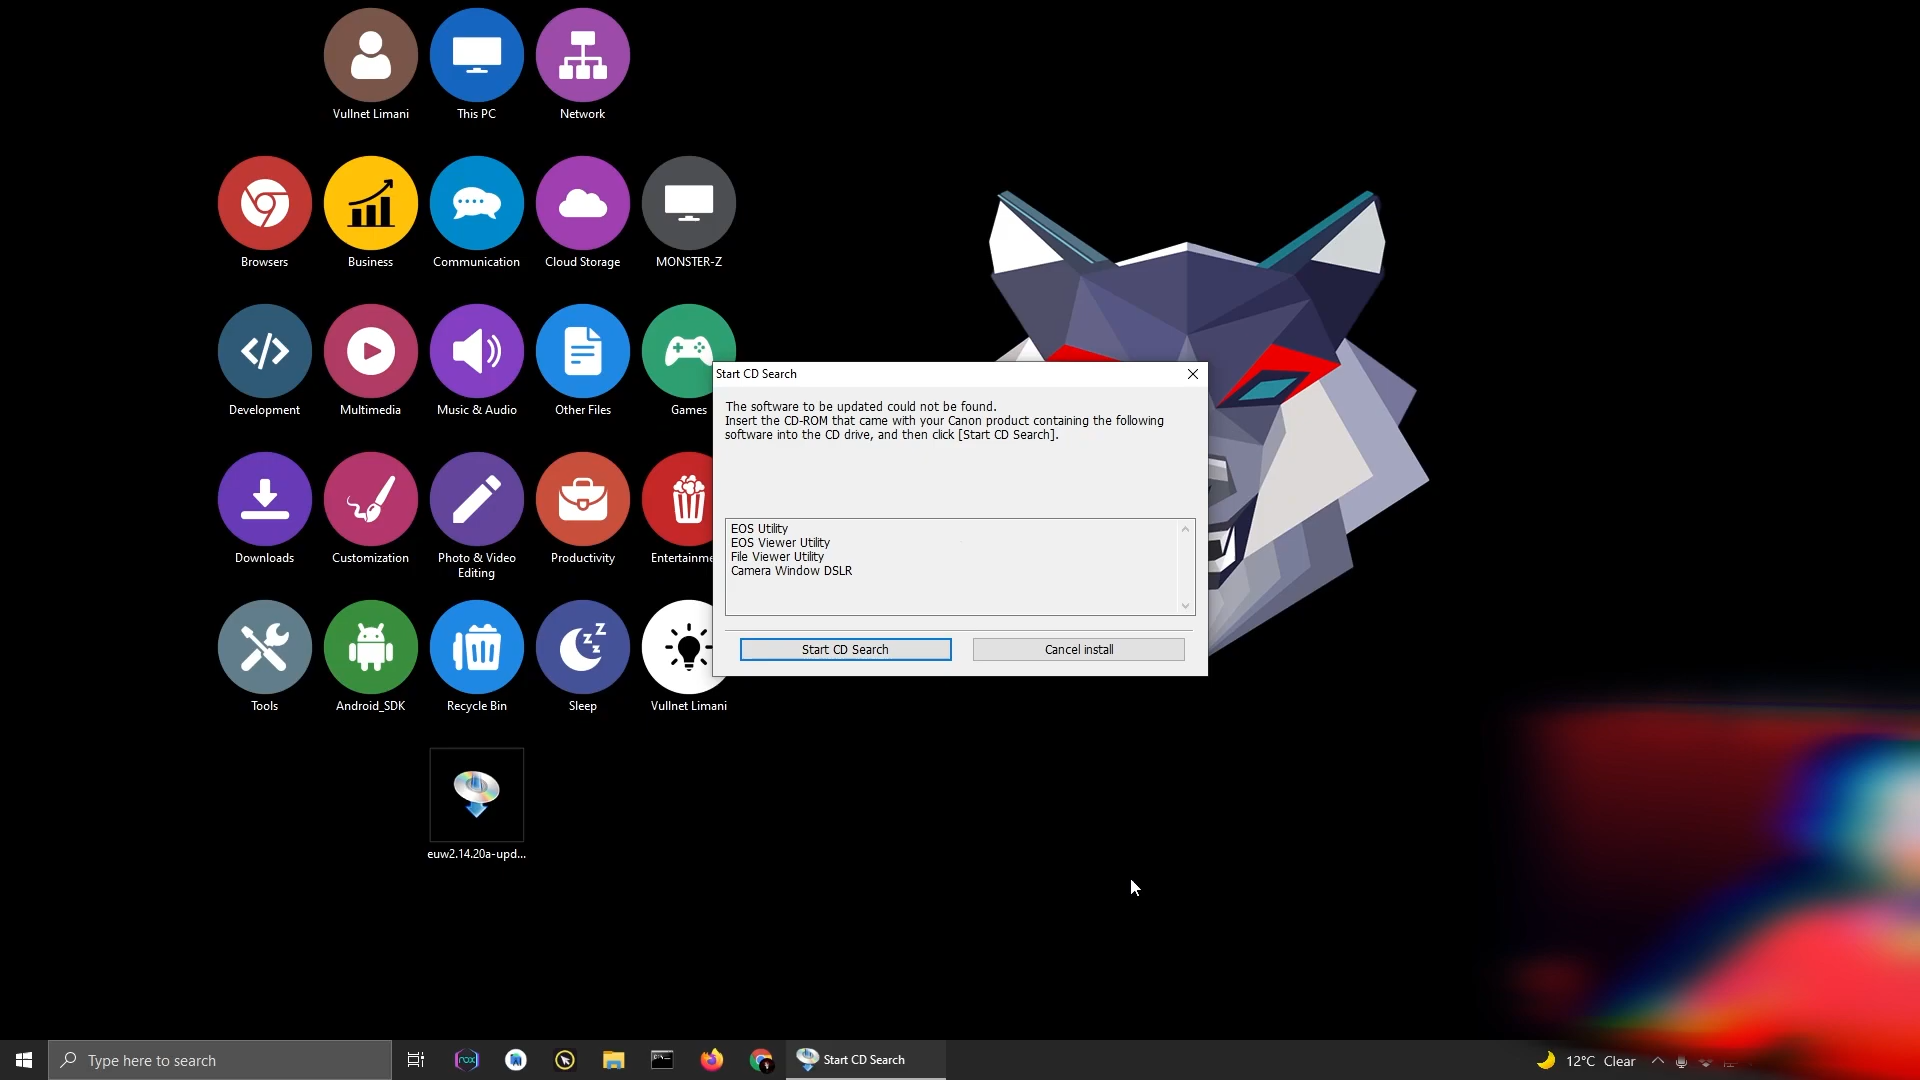 Vullnet Limani
This PC
Network
Browsers
Business
Communication
Cloud Storage
MONSTER-Z
Development
Multimedia
Music & Audio
Other Files
Games
Downloads
Customization
Photo & Video
Editing
Productivity
Entertainme
Tools
Android_SDK
Recycle Bin
Sleep
Vullnet Limani
euw2.14.20a-upd...
Start CD Search
The software to be updated could not be found.
Insert the CD-ROM that came with your Canon product containing the following
software into the CD drive, and then click [Start CD Search].
EOS Utility
EOS Viewer Utility
File Viewer Utility
Camera Window DSLR
Start CD Search
Cancel install
Type here to search
nox
Start CD Search
12°C Clear